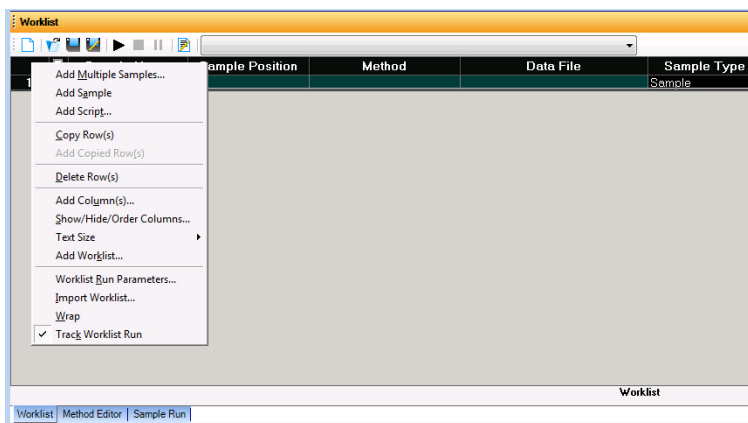 Worklist
Sample Position Method Data File Sample Type
1 Sample
Add Multiple Samples...
Add Sample
Add Script...
Copy Row(s)
Add Copied Row(s)
Delete Row(s)
Add Column(s)...
Show/Hide/Order Columns...
Text Size
Add Worklist...
Worklist Run Parameters...
Import Worklist...
Wrap
Track Worklist Run
Worklist
Worklist Method Editor Sample Run